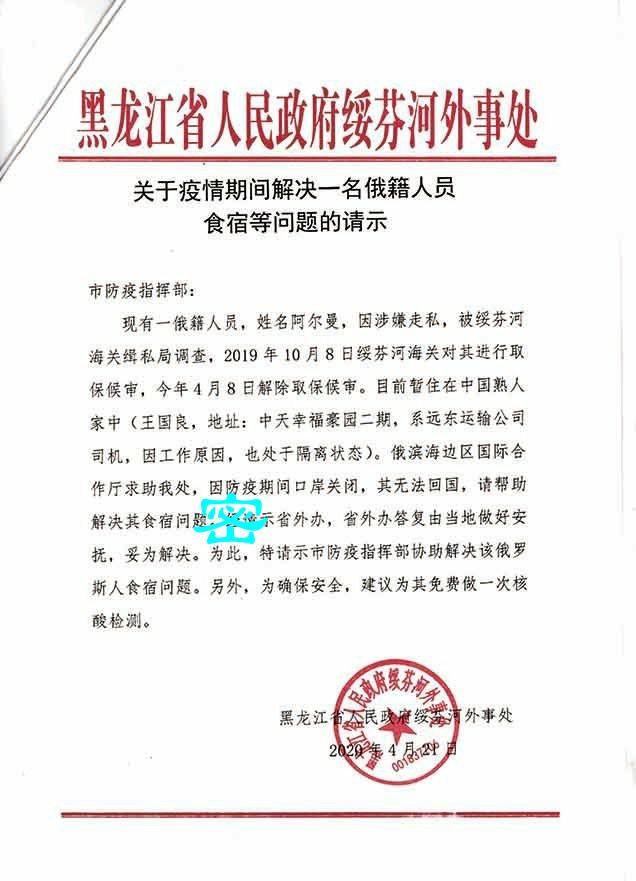 黑龙江省人民政府绥芬河外事处
关于疫情期间解决一名俄籍人员
食宿等问题的请示
市防疫指挥部：
现有一俄籍人员，姓名阿尔曼，因涉嫌走私，被绥芬河
海关缉私局调查，2019年10月8日绥芬河海关对其进行取
保候审，今年4月8日解除取保候审。目前暂住在中国熟人
家中（王国良，地址：中天幸福豪园二期，系远东运输公司
司机，因工作原因，也处于隔离状态）。俄滨海边区国际合
作厅求助我处，因防疫期间口岸关闭，其无法回国，请帮助
解决其食宿问题 示省外办，省外办答复由当地做好安
密
抚，妥为解决。为此，特请示市防疫指挥部协助解决该俄罗
斯人食宿问题。另外，为确保安全，建议为其免费做一次核
酸检测。
黑龙江省人民政府绥芬河外事处
2020年4月21日
黑龙江省人民政府绥芬河外事处